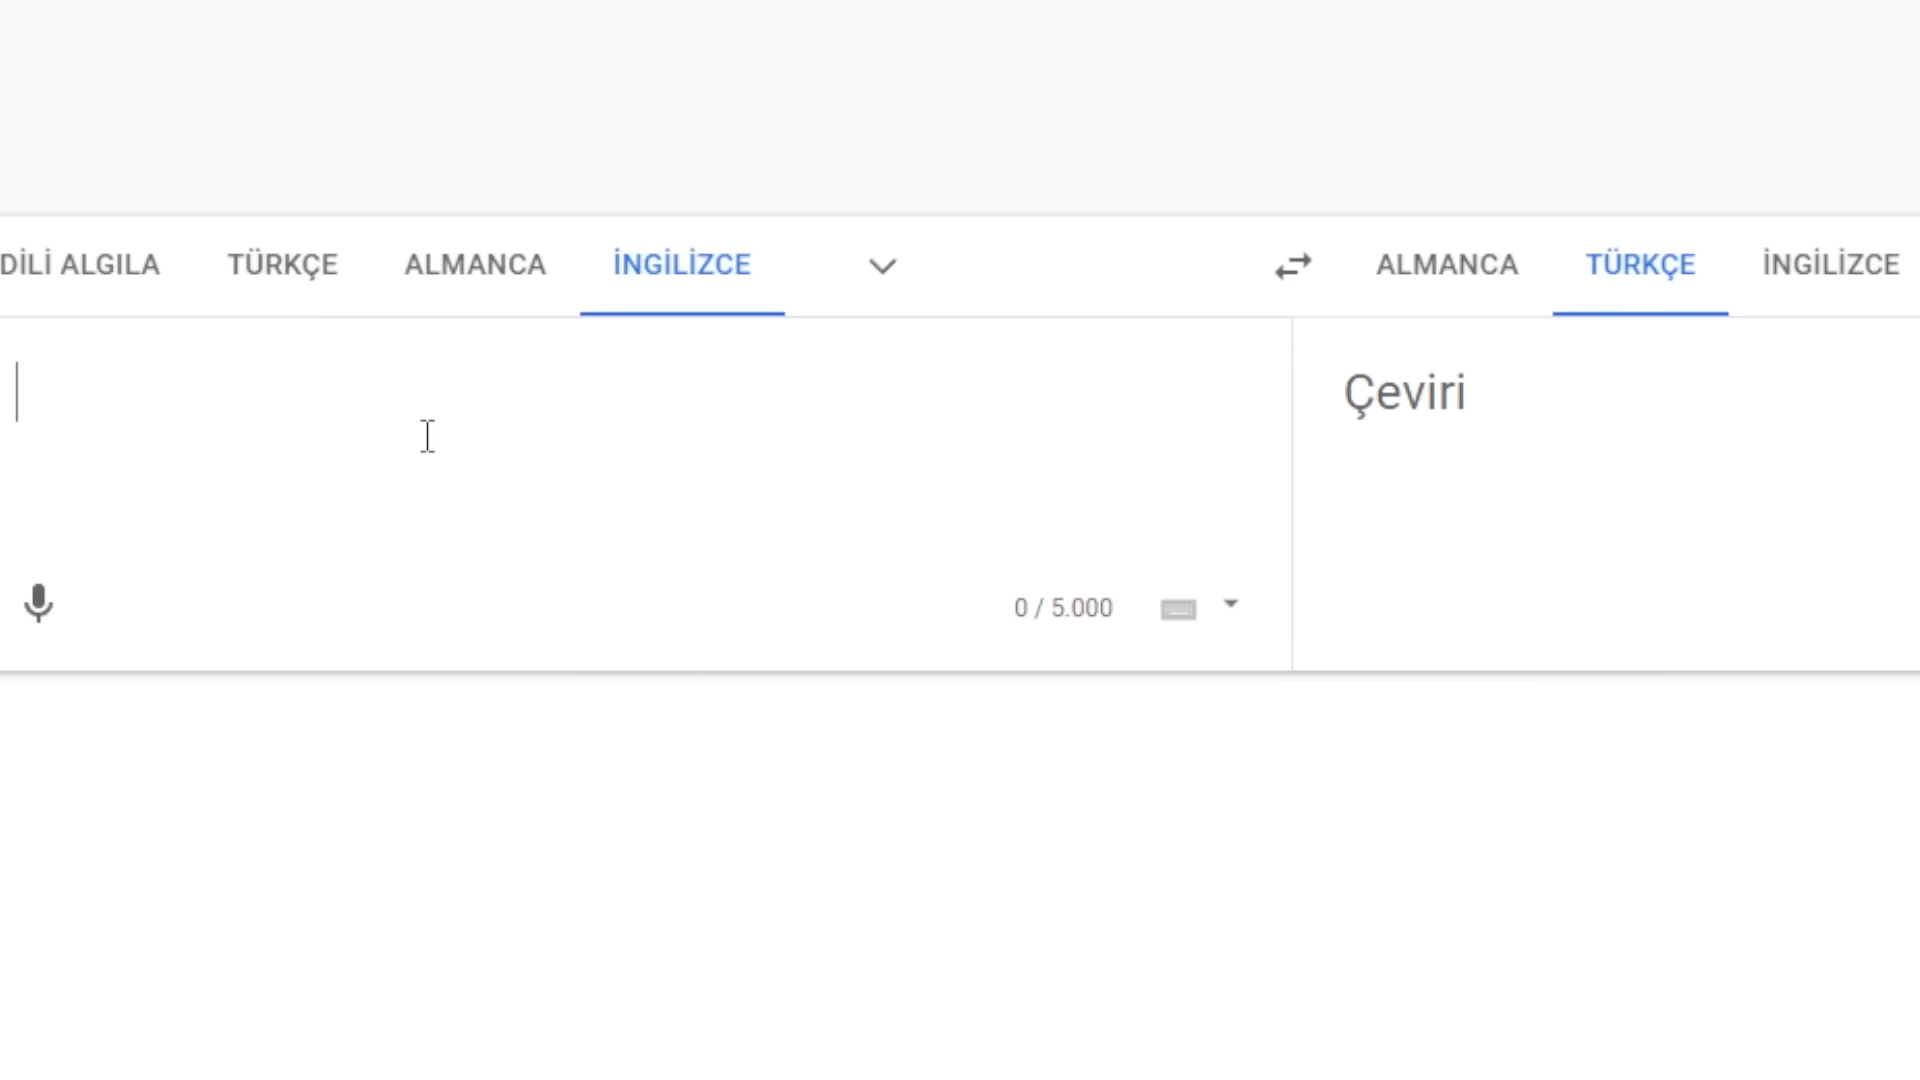 DİLİ ALGILA TÜRKÇE ALMANCA İNGİLİZCE ALMANCA TÜRKÇE İNGİLİZCE
Çeviri
0 / 5.000